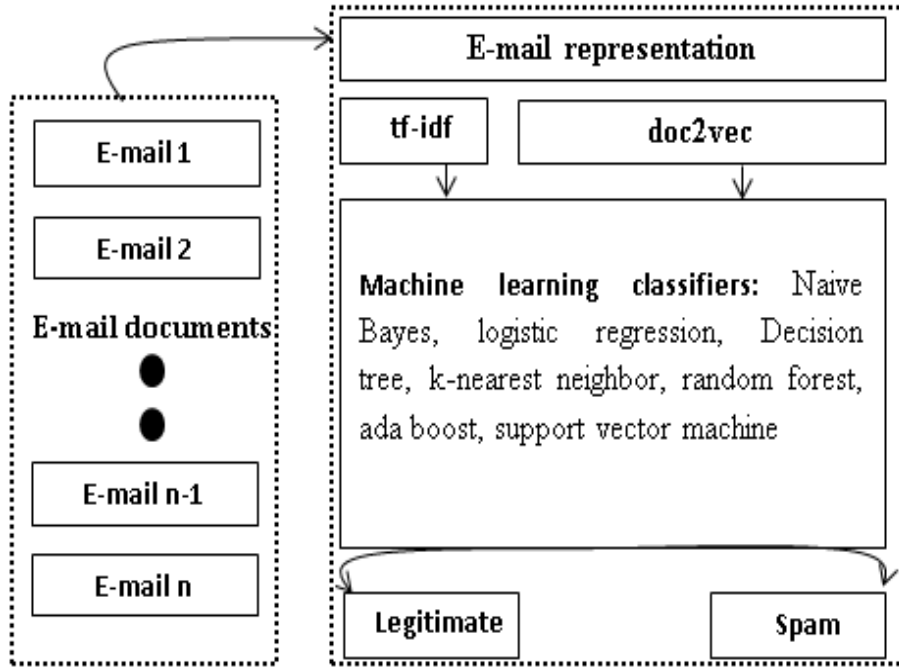 E-mail 1
E-mail 2
E-mail documents
E-mail n-1
E-mail n
E-mail representation
tf-idf
doc2vec
Machine learning classifiers: Naive
Bayes, logistic regression, Decision
tree, k-nearest neighbor, random forest,
ada boost, support vector machine
Legitimate
Spam